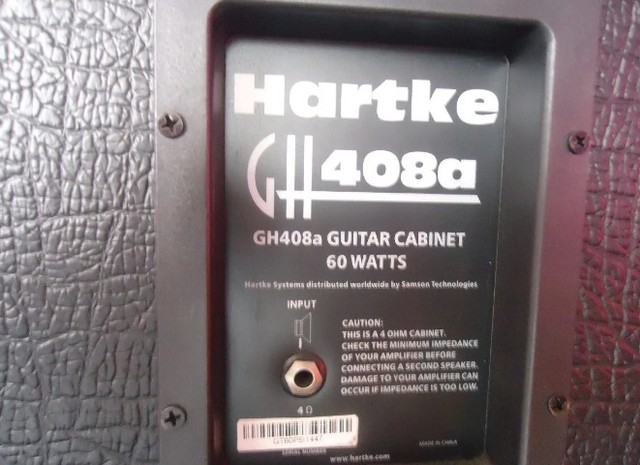 Hartke
GH408a
GH408a GUITAR CABINET
60 WATTS
Hartke Systems distributed worldwide by Samson Technologies
INPUT
CAUTION:
THIS IS A 4 OHM CABINET.
CHECK THE MINIMUM IMPEDANCE
OF YOUR AMPLIFIER BEFORE
CONNECTING A SECOND SPEAKER.
DAMAGE TO YOUR AMPLIFIER CAN
OCCUR IF IMPEDANCE IS TOO LOW.
4 Ω
SERIAL NUMBER
MADE IN CHINA
www.hartke.com